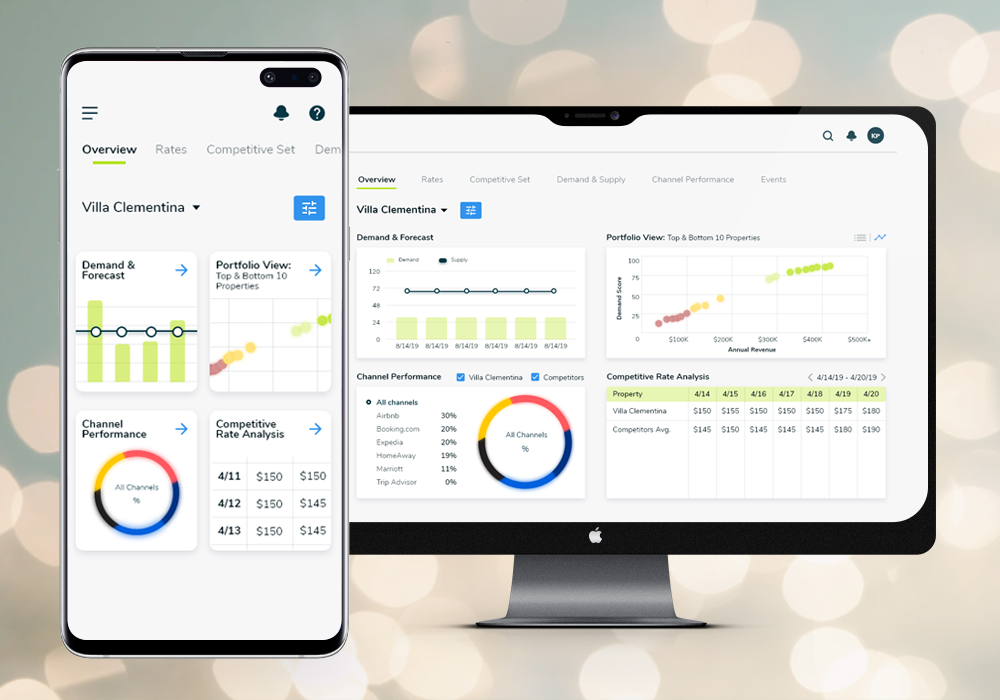 Overview Rates Competitive Set Dem
Villa Clementina
Demand &
Forecast
Portfolio View:
Top & Bottom 10
Properties
Channel
Performance
All Channels
%
Competitive
Rate Analysis
4/11 $150 $150
4/12 $150 $145
4/13 $150 $145
KP
Overview Rates Competitive Set Demand & Supply Channel Performance Events
Villa Clementina
Demand & Forecast
Demand Supply
120
72
48
24
0
8/14/19 8/14/19 8/14/19 8/14/19 8/14/19 8/14/19
Portfolio View: Top & Bottom 10 Properties
Demand Score
100
75
50
25
0 $100K $200K $300K $400K $500K+
Annual Revenue
Channel Performance Villa Clementina Competitors
All channels
Airbnb 30%
Booking.com 20%
Expedia 20%
HomeAway 19%
Marriott 11%
Trip Advisor 0%
All Channels
%
Competitive Rate Analysis 4/14/19 - 4/20/19
Property 4/14 4/15 4/16 4/17 4/18 4/19 4/20
Villa Clementina $150 $155 $150 $150 $150 $175 $180
Competitors Avg. $145 $150 $145 $145 $145 $180 $190